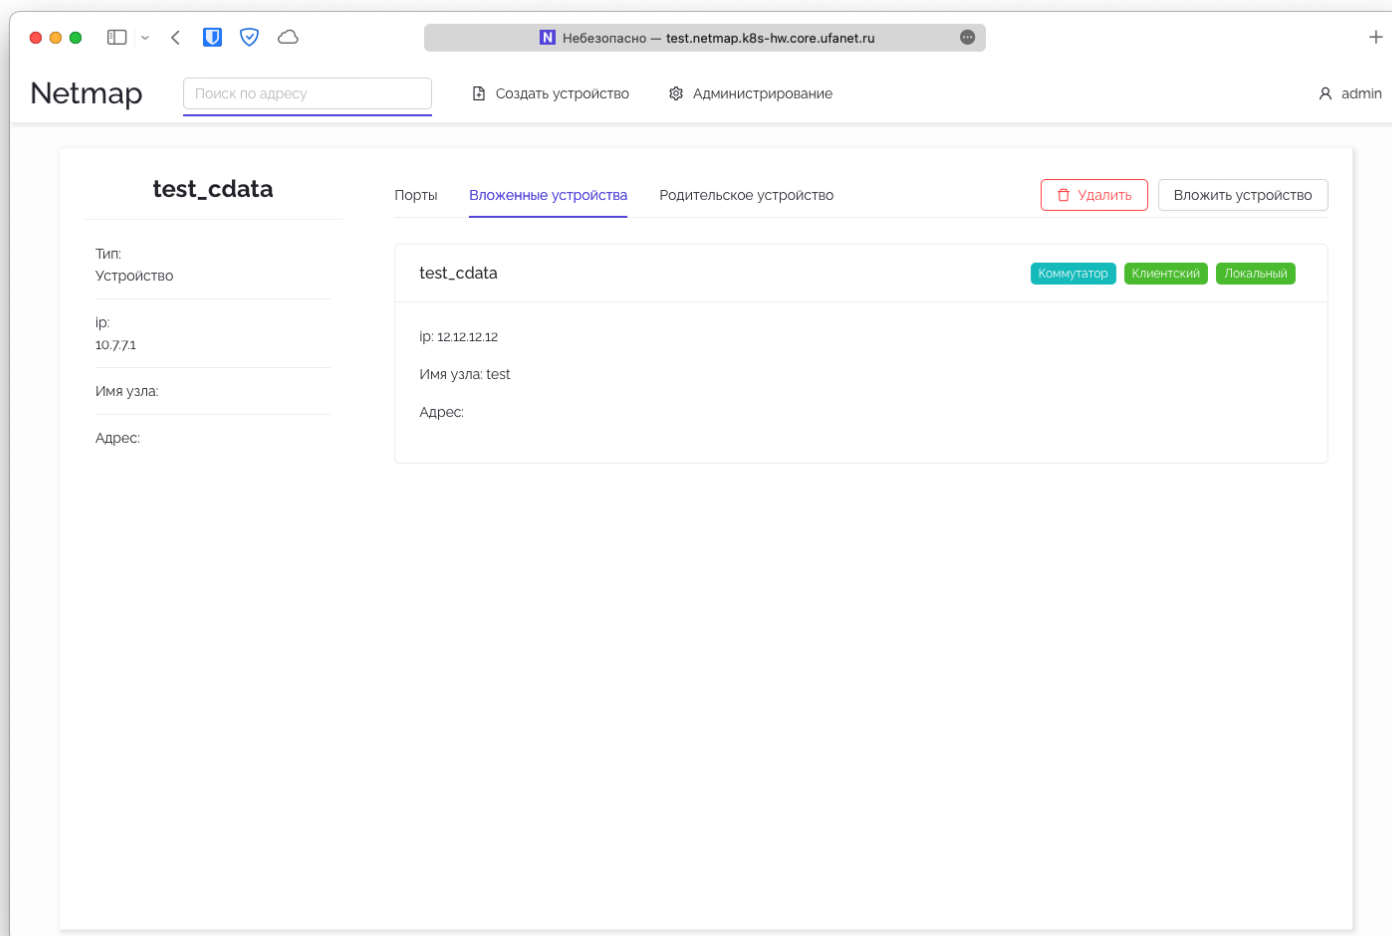 N Небезопасно — test.netmap.k8s-hw.core.ufanet.ru
Netmap
Поиск по адресу
Создать устройство
Администрирование
admin
test_cdata
Порты
Вложенные устройства
Родительское устройство
Удалить
Вложить устройство
Тип:
Устройство
ip:
10.7.7.1
Имя узла:
Адрес:
test_cdata
Коммутатор
Клиентский
Локальный
ip: 12.12.12.12
Имя узла: test
Адрес: